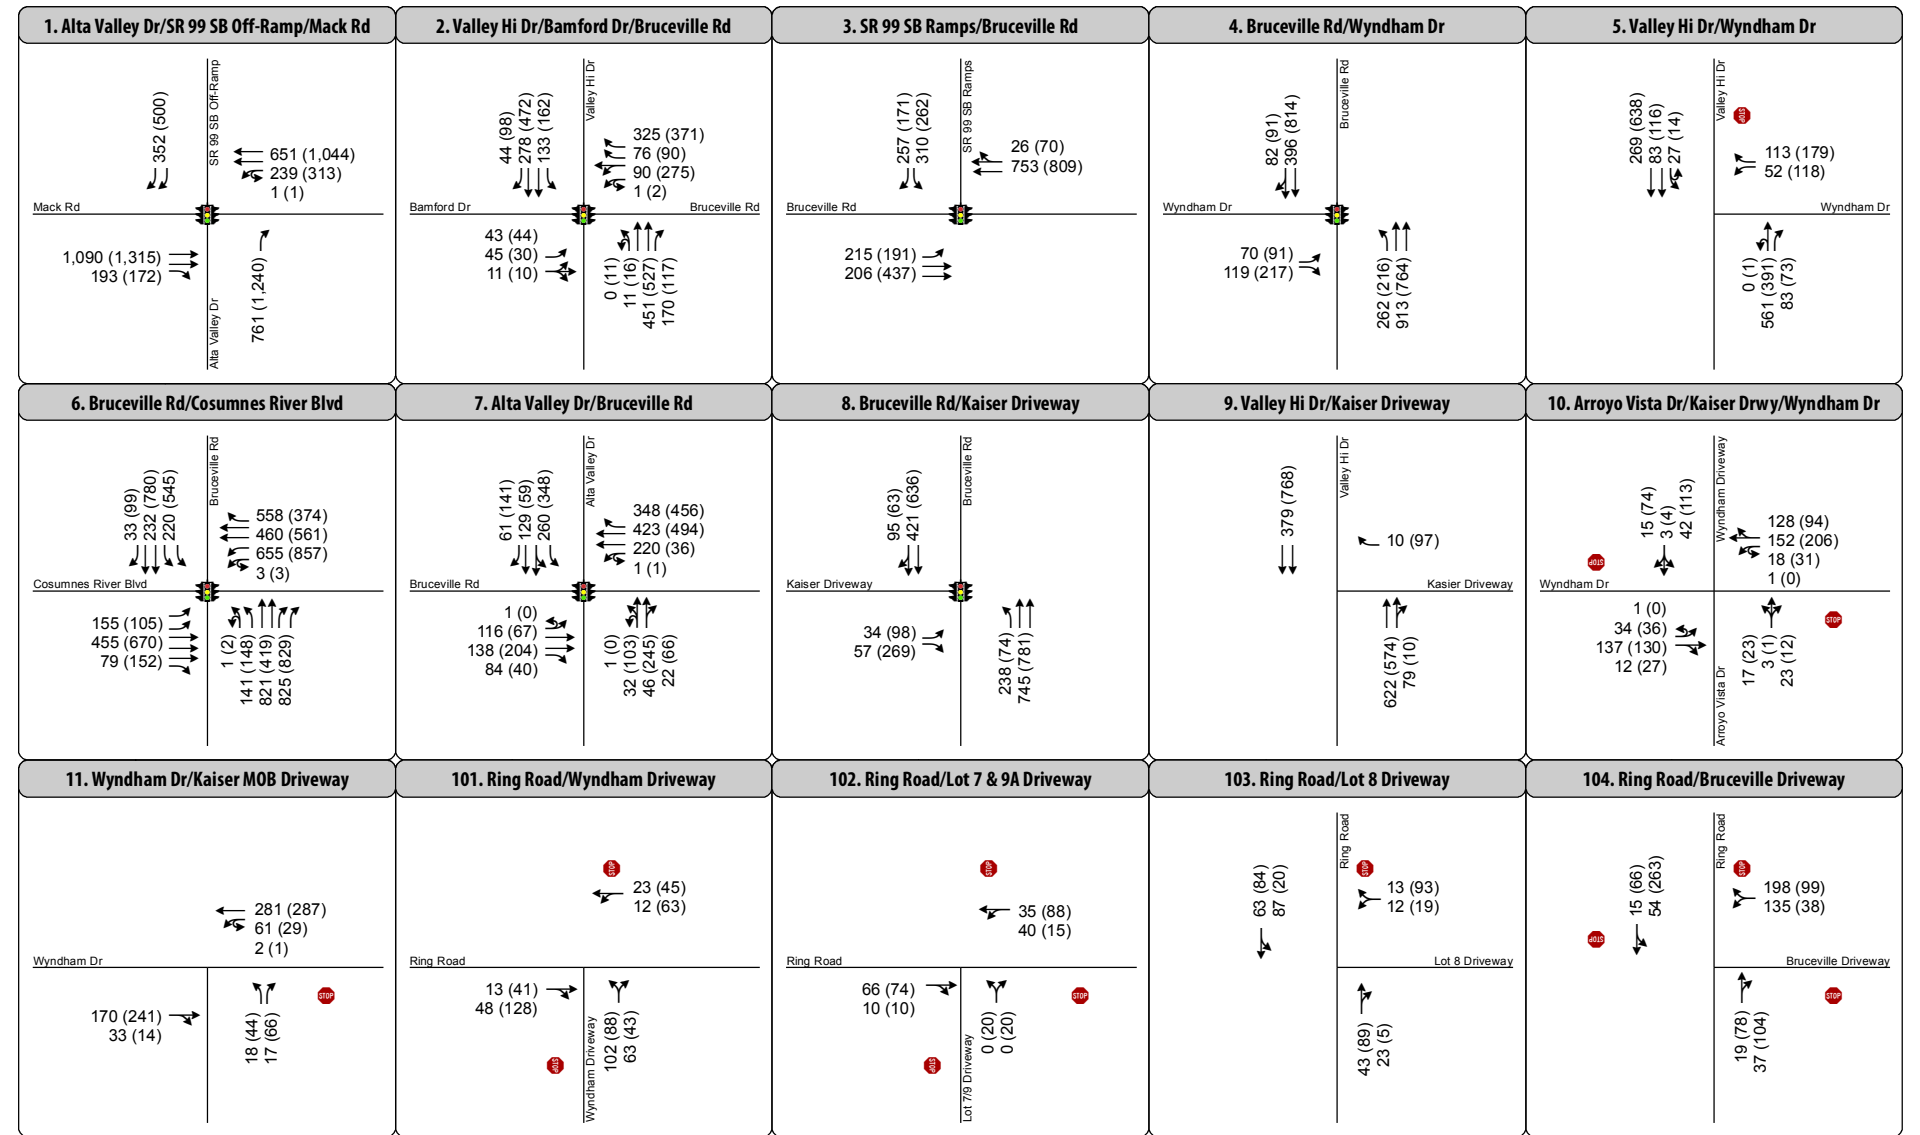 1. Alta Valley Dr/SR 99 SB Off-Ramp/Mack Rd
352 (500)
SR 99 SB Off-Ramp
651 (1,044)
239 (313)
1 (1)
Mack Rd
1,090 (1,315)
193 (172)
Alta Valley Dr
761 (1,240)
2. Valley Hi Dr/Bamford Dr/Bruceville Rd
44 (98)
278 (472)
133 (162)
Valley Hi Dr
325 (371)
76 (90)
90 (275)
1 (2)
Bamford Dr
Bruceville Rd
43 (44)
45 (30)
11 (10)
0 (11)
11 (16)
451 (527)
170 (117)
3. SR 99 SB Ramps/Bruceville Rd
257 (171)
310 (262)
SR 99 SB Ramps
26 (70)
753 (809)
Bruceville Rd
215 (191)
206 (437)
4. Bruceville Rd/Wyndham Dr
82 (91)
396 (814)
Bruceville Rd
Wyndham Dr
70 (91)
119 (217)
262 (216)
913 (764)
5. Valley Hi Dr/Wyndham Dr
269 (638)
83 (116)
27 (14)
Valley Hi Dr
STOP
113 (179)
52 (118)
Wyndham Dr
0 (1)
561 (391)
83 (73)
6. Bruceville Rd/Cosumnes River Blvd
33 (99)
232 (780)
220 (545)
Bruceville Rd
558 (374)
460 (561)
655 (857)
3 (3)
Cosumnes River Blvd
155 (105)
455 (670)
79 (152)
1 (2)
141 (148)
821 (419)
825 (829)
7. Alta Valley Dr/Bruceville Rd
61 (141)
129 (59)
260 (348)
Alta Valley Dr
348 (456)
423 (494)
220 (36)
1 (1)
Bruceville Rd
1 (0)
116 (67)
138 (204)
84 (40)
1 (0)
32 (103)
46 (245)
22 (66)
8. Bruceville Rd/Kaiser Driveway
95 (63)
421 (636)
Bruceville Rd
Kaiser Driveway
34 (98)
57 (269)
238 (74)
745 (781)
9. Valley Hi Dr/Kaiser Driveway
379 (768)
Valley Hi Dr
10 (97)
Kasier Driveway
622 (574)
79 (10)
10. Arroyo Vista Dr/Kaiser Drwy/Wyndham Dr
15 (74)
3 (4)
42 (113)
Wyndham Driveway
128 (94)
152 (206)
18 (31)
1 (0)
STOP
Wyndham Dr
1 (0)
34 (36)
137 (130)
12 (27)
Arroyo Vista Dr
17 (23)
3 (1)
23 (12)
STOP
11. Wyndham Dr/Kaiser MOB Driveway
281 (287)
61 (29)
2 (1)
Wyndham Dr
170 (241)
33 (14)
18 (44)
17 (66)
STOP
101. Ring Road/Wyndham Driveway
STOP
23 (45)
12 (63)
Ring Road
13 (41)
48 (128)
STOP
Wyndham Driveway
102 (88)
63 (43)
102. Ring Road/Lot 7 & 9A Driveway
STOP
35 (88)
40 (15)
Ring Road
66 (74)
10 (10)
STOP
Lot 7/9 Driveway
0 (20)
0 (20)
STOP
103. Ring Road/Lot 8 Driveway
63 (84)
87 (20)
Ring Road
STOP
13 (93)
12 (19)
Lot 8 Driveway
43 (89)
23 (5)
104. Ring Road/Bruceville Driveway
15 (66)
54 (263)
Ring Road
STOP
198 (99)
135 (38)
STOP
Bruceville Driveway
19 (78)
37 (104)
STOP